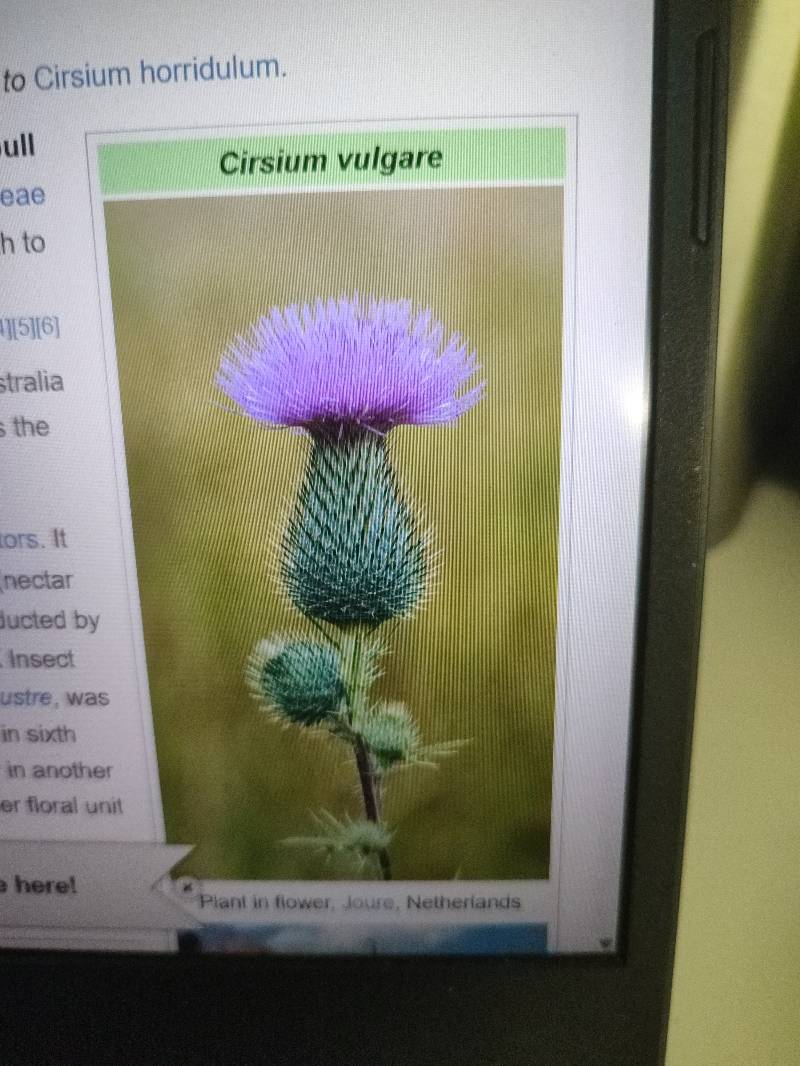 to Cirsium horridulum.
ull
Cirsium vulgare
eae
h to
][5][6]
stralia
s the
tors. It
(nectar
ducted by
. Insect
ustre, was
in sixth
in another
er floral unit
e here!
Plant in flower, Joure, Netherlands